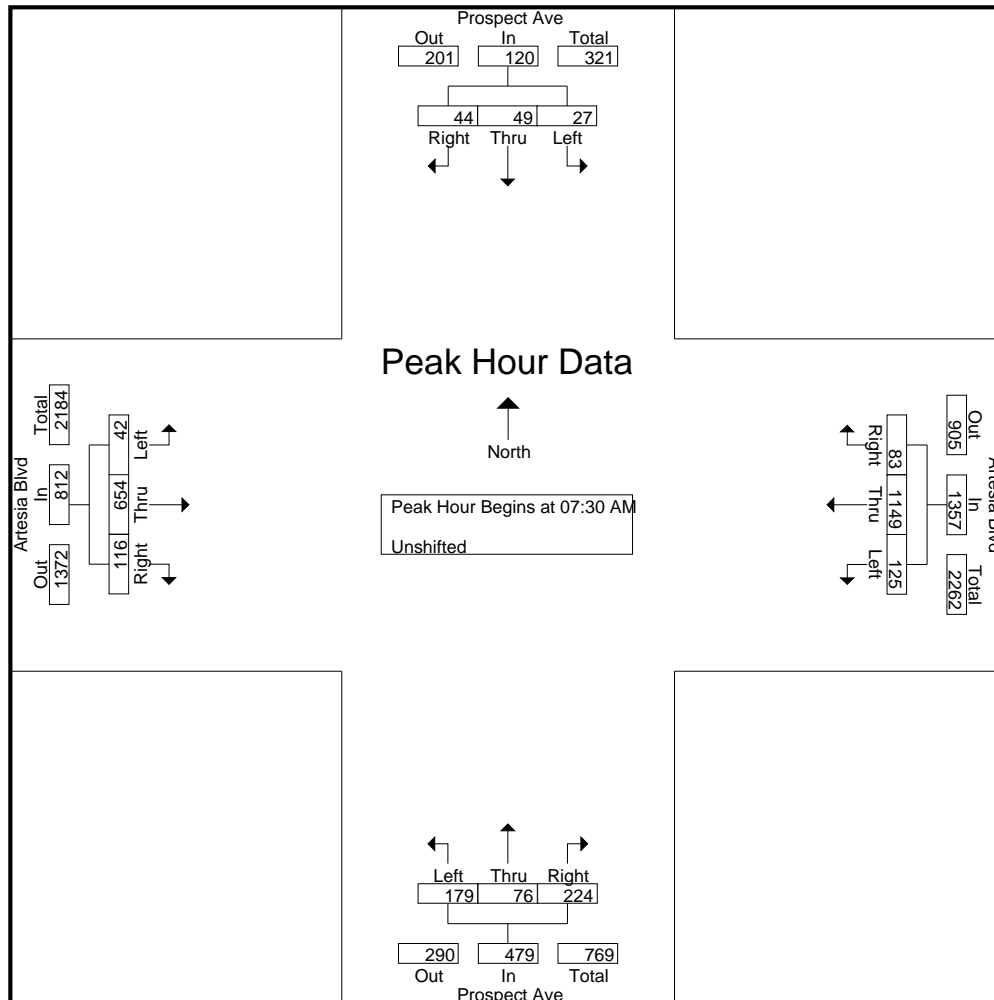 Prospect Ave
Out In Total
201 120 321
44 49 27
Right Thru Left
Peak Hour Data
North
Peak Hour Begins at 07:30 AM
Unshifted
Artesia Blvd
Out In Total
1372 812 2184
42 654 116
Left Thru Right
Artesia Blvd
Out In Total
905 1357 2262
83 1149 125
Right Thru Left
Left Thru Right
179 76 224
290 479 769
Out In Total
Prospect Ave